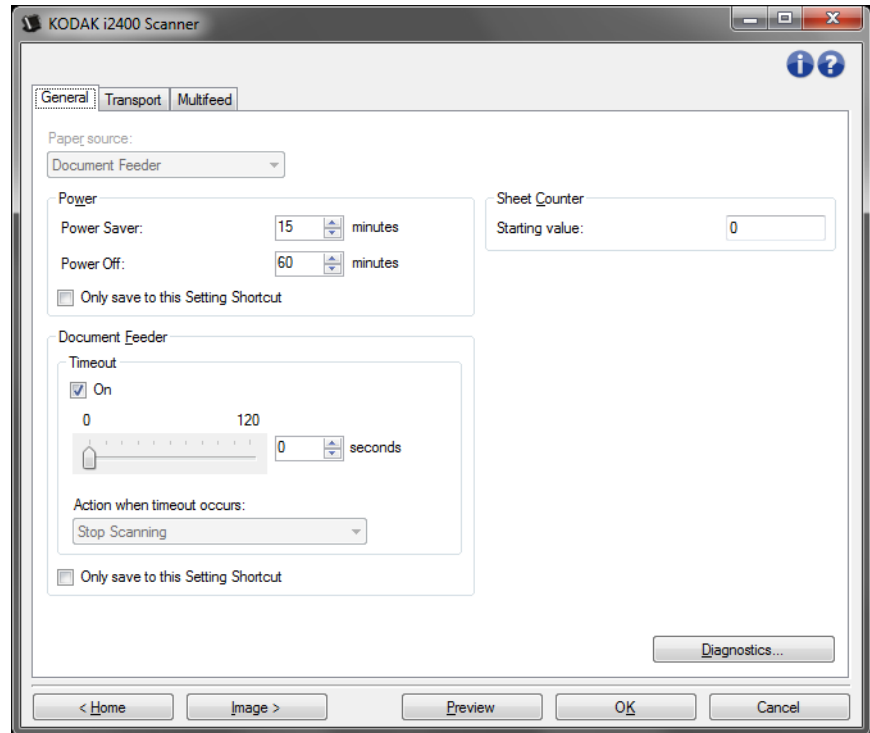 KODAK i2400 Scanner
General Transport Multifeed
Paper source:
Document Feeder
Power
Power Saver: 15 minutes
Power Off: 60 minutes
Only save to this Setting Shortcut
Sheet Counter
Starting value: 0
Document Feeder
Timeout
On
0 120
0 seconds
Action when timeout occurs:
Stop Scanning
Only save to this Setting Shortcut
Diagnostics...
< Home Image > Preview OK Cancel